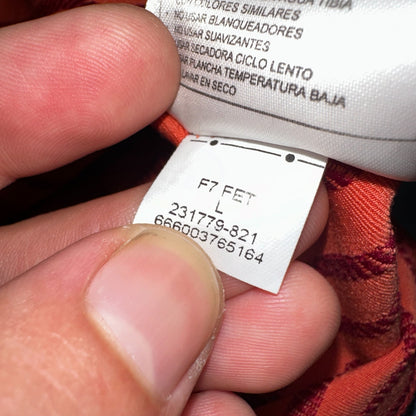 COLORES SIMILARES
NO USAR BLANQUEADORES
NO USAR SUAVIZANTES
USAR SECADORA CICLO LENTO
USAR PLANCHA TEMPERATURA BAJA
LAVAR EN SECO
F7 FET
L
231779-821
666003765164